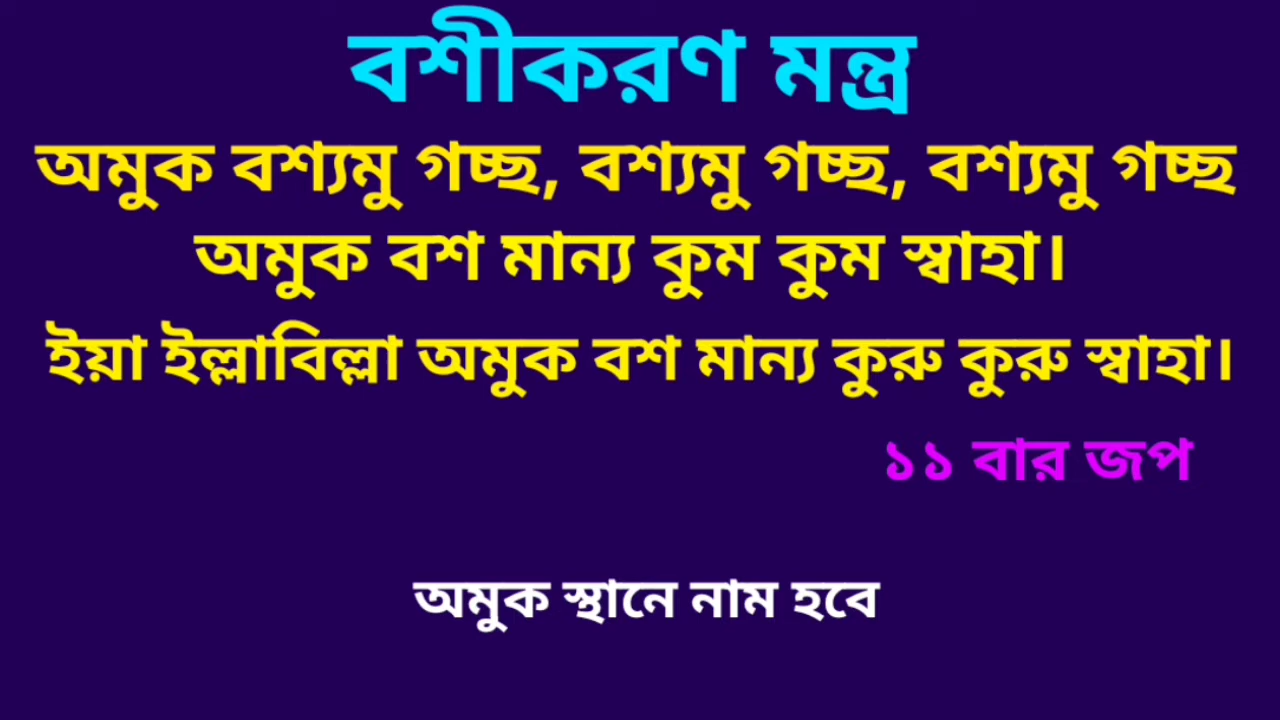 বশীকরণ মন্ত্র
অমুক বশ্যমু গচ্ছ, বশ্যমু গচ্ছ, বশ্যমু গচ্ছ
অমুক বশ মান্য কুম কুম স্বাহা।
ইয়া ইল্লাবিল্লা অমুক বশ মান্য কুরু কুরু স্বাহা।
১১ বার জপ
অমুক স্থানে নাম হবে